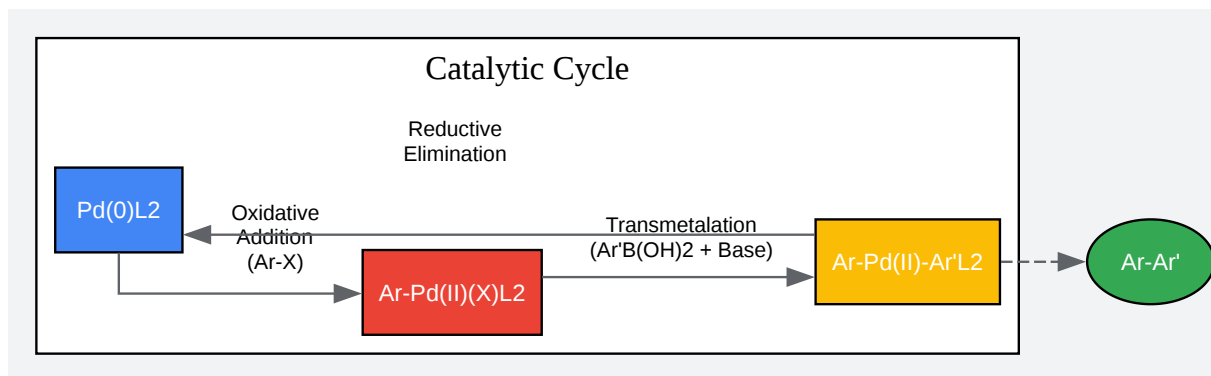 Catalytic Cycle
Reductive
Elimination
Pd(0)L2
Oxidative
Addition
(Ar-X)
Transmetalation
(Ar'B(OH)2 + Base)
Ar-Pd(II)(X)L2
Ar-Pd(II)-Ar'L2
Ar-Ar'